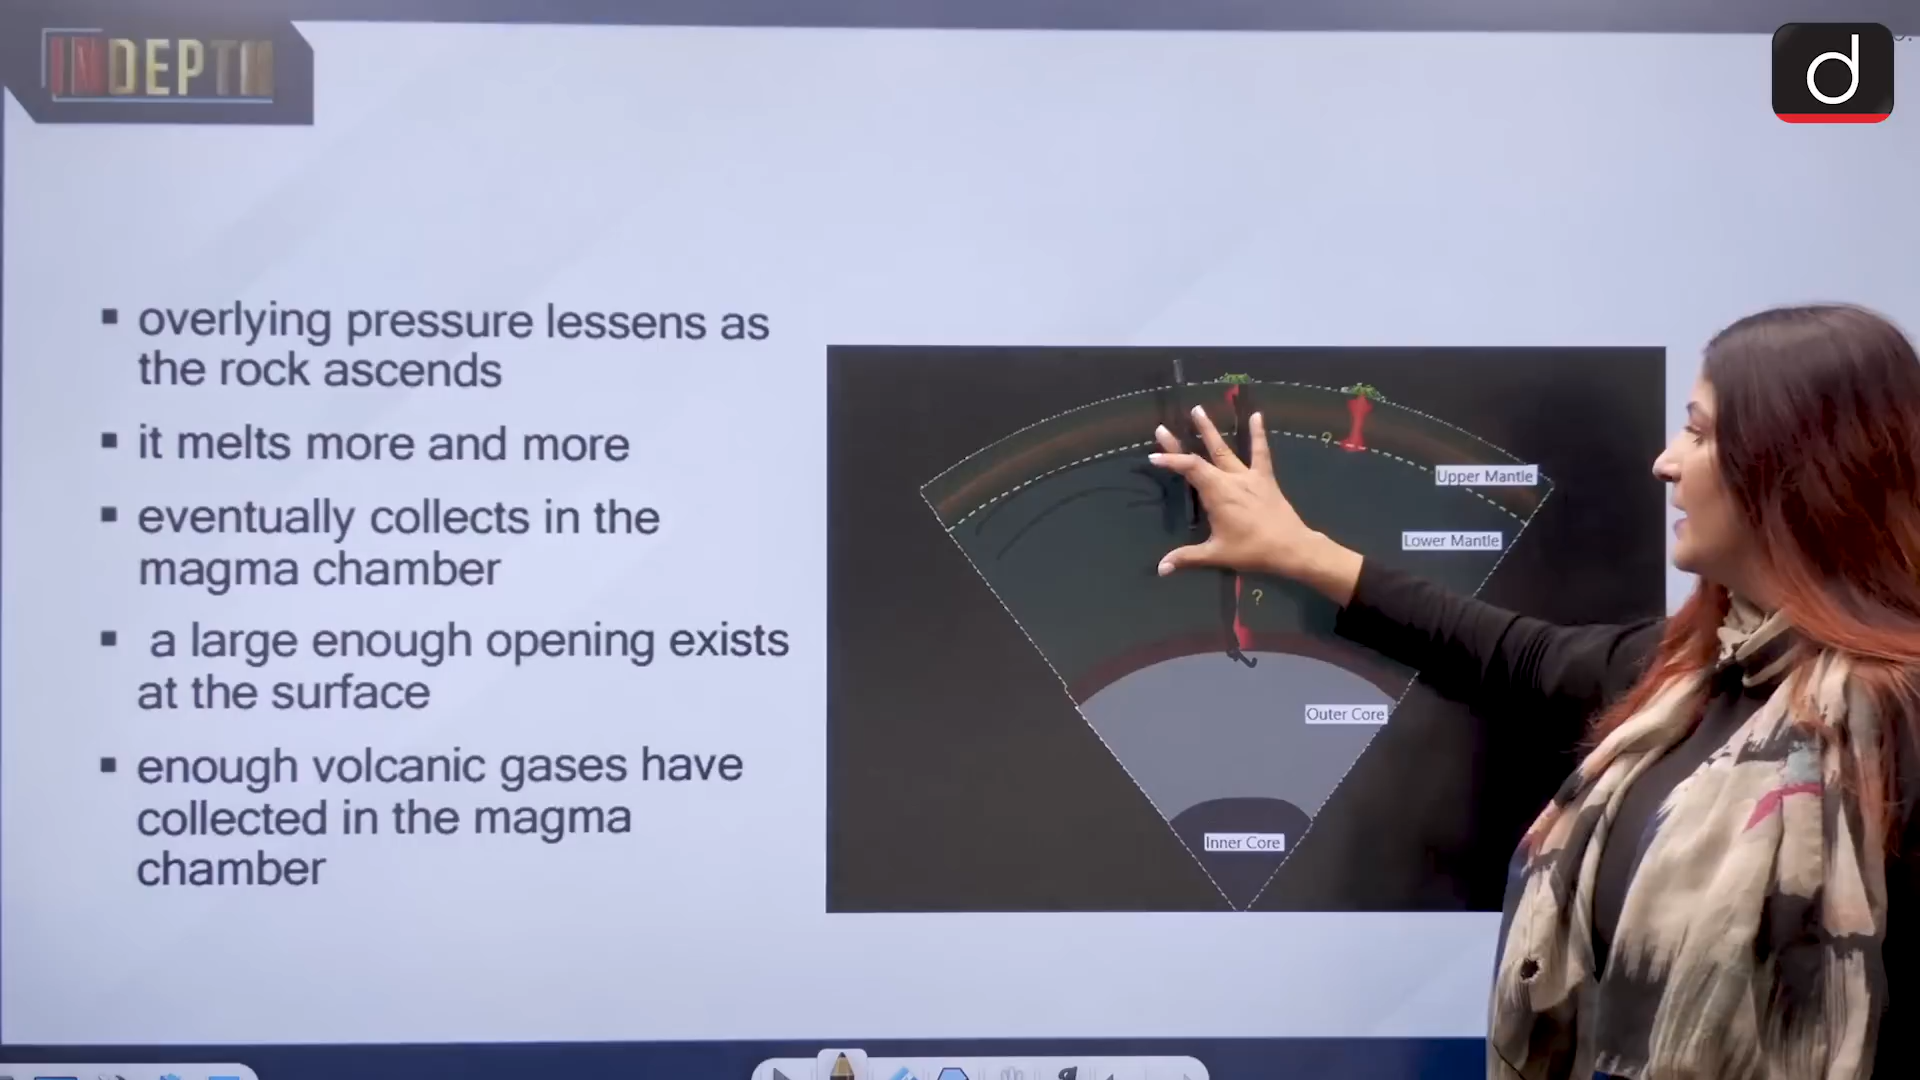 INDEPTH
d
overlying pressure lessens as
the rock ascends
it melts more and more
eventually collects in the
magma chamber
a large enough opening exists
at the surface
enough volcanic gases have
collected in the magma
chamber
?
Upper Mantle
Lower Mantle
?
Outer Core
Inner Core